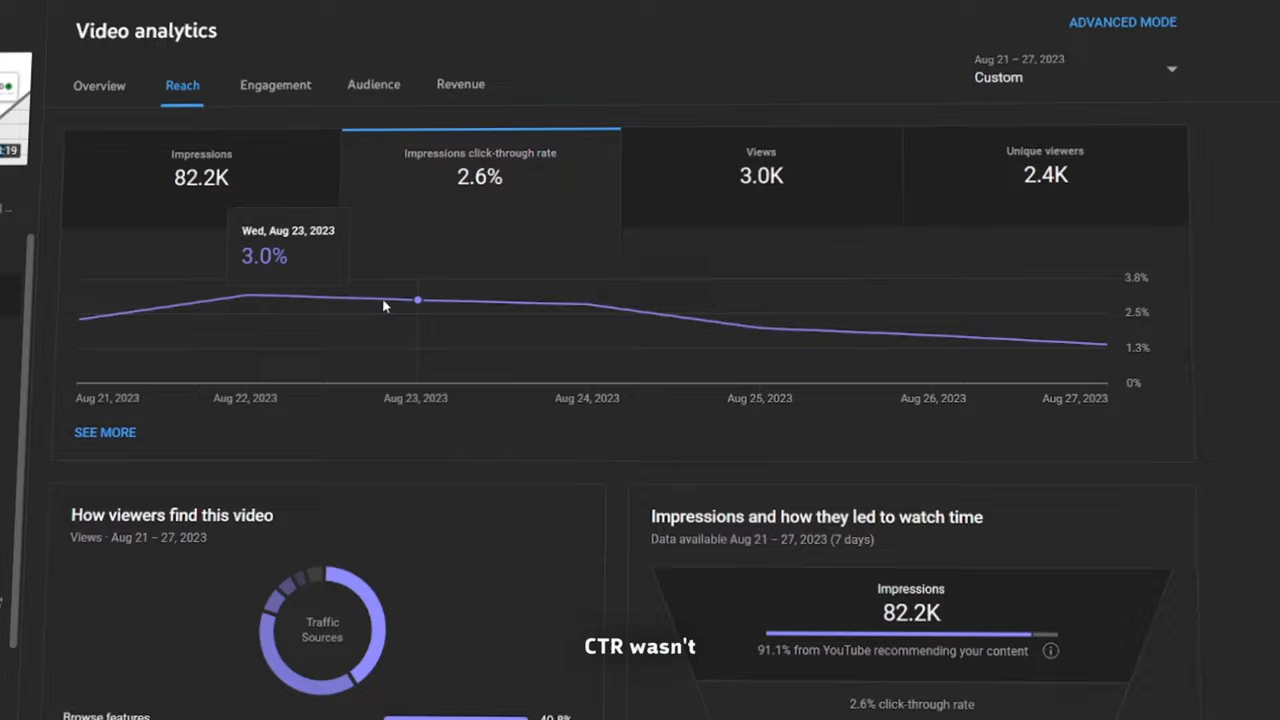 Video analytics
ADVANCED MODE
Aug 21 – 27, 2023
Custom
Overview
Reach
Engagement
Audience
Revenue
:19
Impressions
82.2K
Impressions click-through rate
2.6%
Views
3.0K
Unique viewers
2.4K
Wed, Aug 23, 2023
3.0%
3.8%
2.5%
1.3%
0%
Aug 21, 2023
Aug 22, 2023
Aug 23, 2023
Aug 24, 2023
Aug 25, 2023
Aug 26, 2023
Aug 27, 2023
SEE MORE
How viewers find this video
Views · Aug 21 – 27, 2023
Traffic
Sources
Browse features
40.8%
Impressions and how they led to watch time
Data available Aug 21 – 27, 2023 (7 days)
Impressions
82.2K
91.1% from YouTube recommending your content
2.6% click-through rate
CTR wasn't